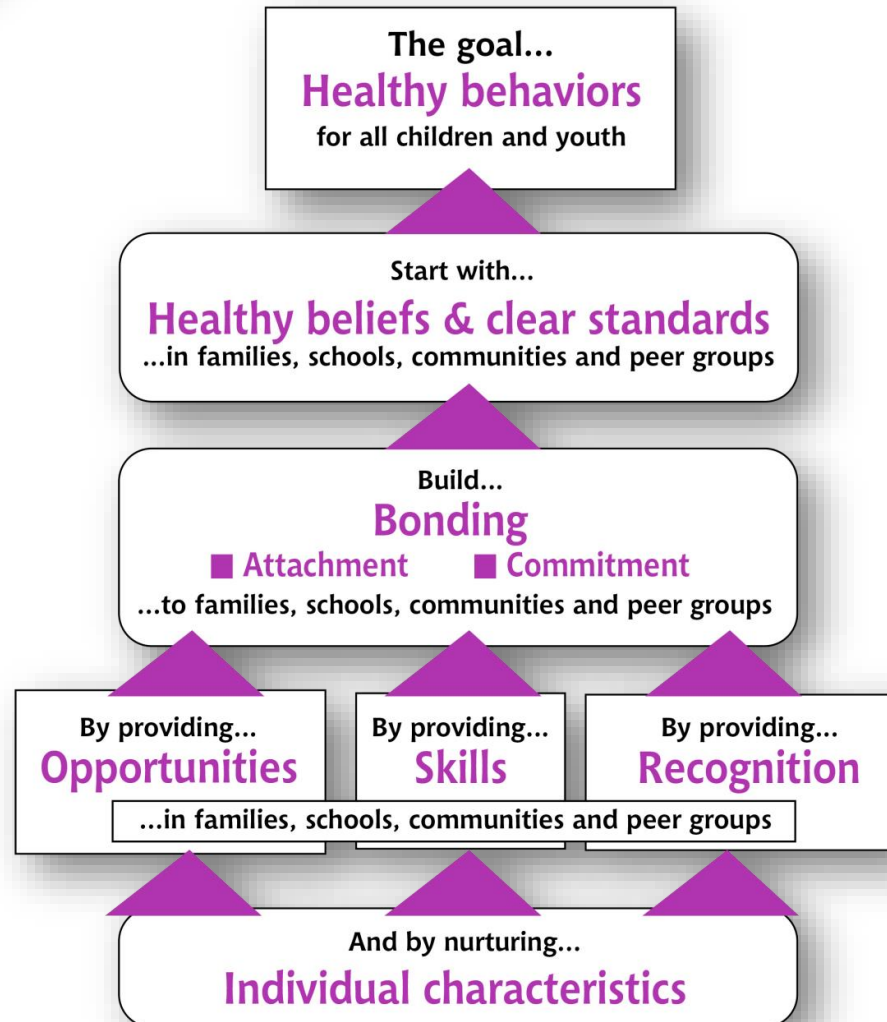 The goal...
Healthy behaviors
for all children and youth
Start with...
Healthy beliefs & clear standards
...in families, schools, communities and peer groups
Build...
Bonding
■ Attachment ■ Commitment
...to families, schools, communities and peer groups
By providing...
Opportunities
By providing...
Skills
By providing...
Recognition
...in families, schools, communities and peer groups
And by nurturing...
Individual characteristics